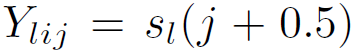 Y_{lij} = s_l(j + 0.5)